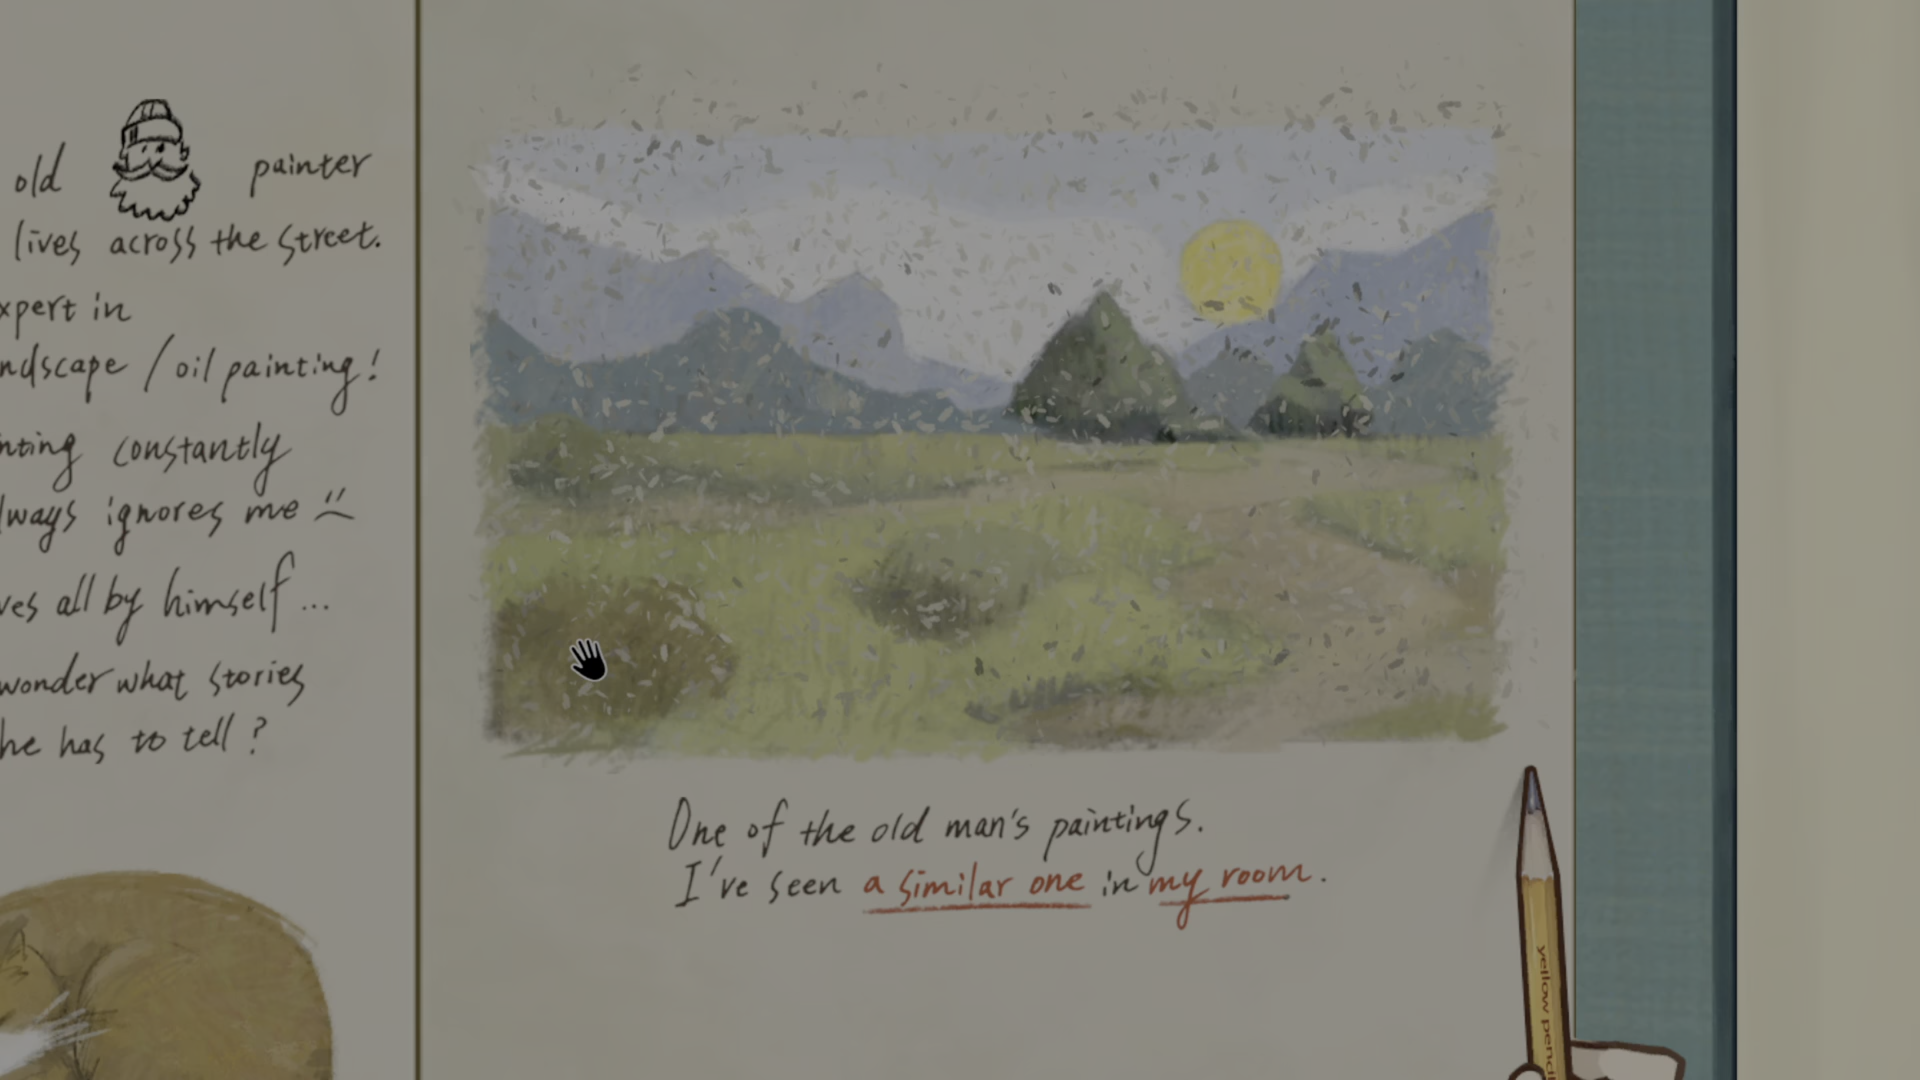 old painter
lives across the street.
xpert in
ndscape / oil painting!
nting constantly
lways ignores me
ves all by himself ...
wonder what stories
he has to tell ?
One of the old man's paintings.
I've seen a similar one in my room.
yellow penci